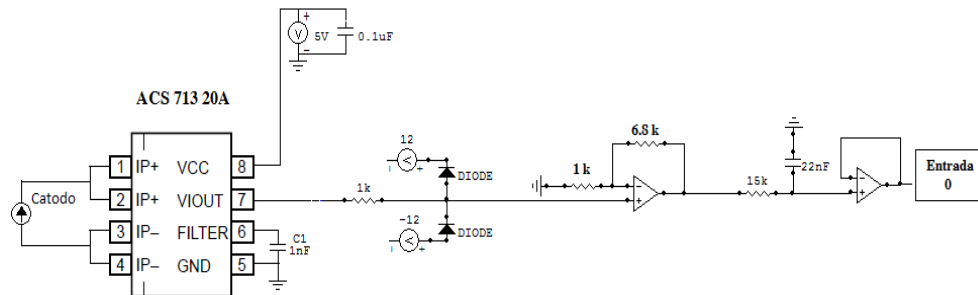 +
V
5V
-
0.1uF
ACS 713 20A
1 IP+ VCC 8
2 IP+ VIOUT 7
3 IP– FILTER 6
4 IP– GND 5
Catodo
C1
1nF
1k
12
- V +
DIODE
-12
- V +
DIODE
1 k
6.8 k
-
+
15k
22nF
-
+
Entrada
0